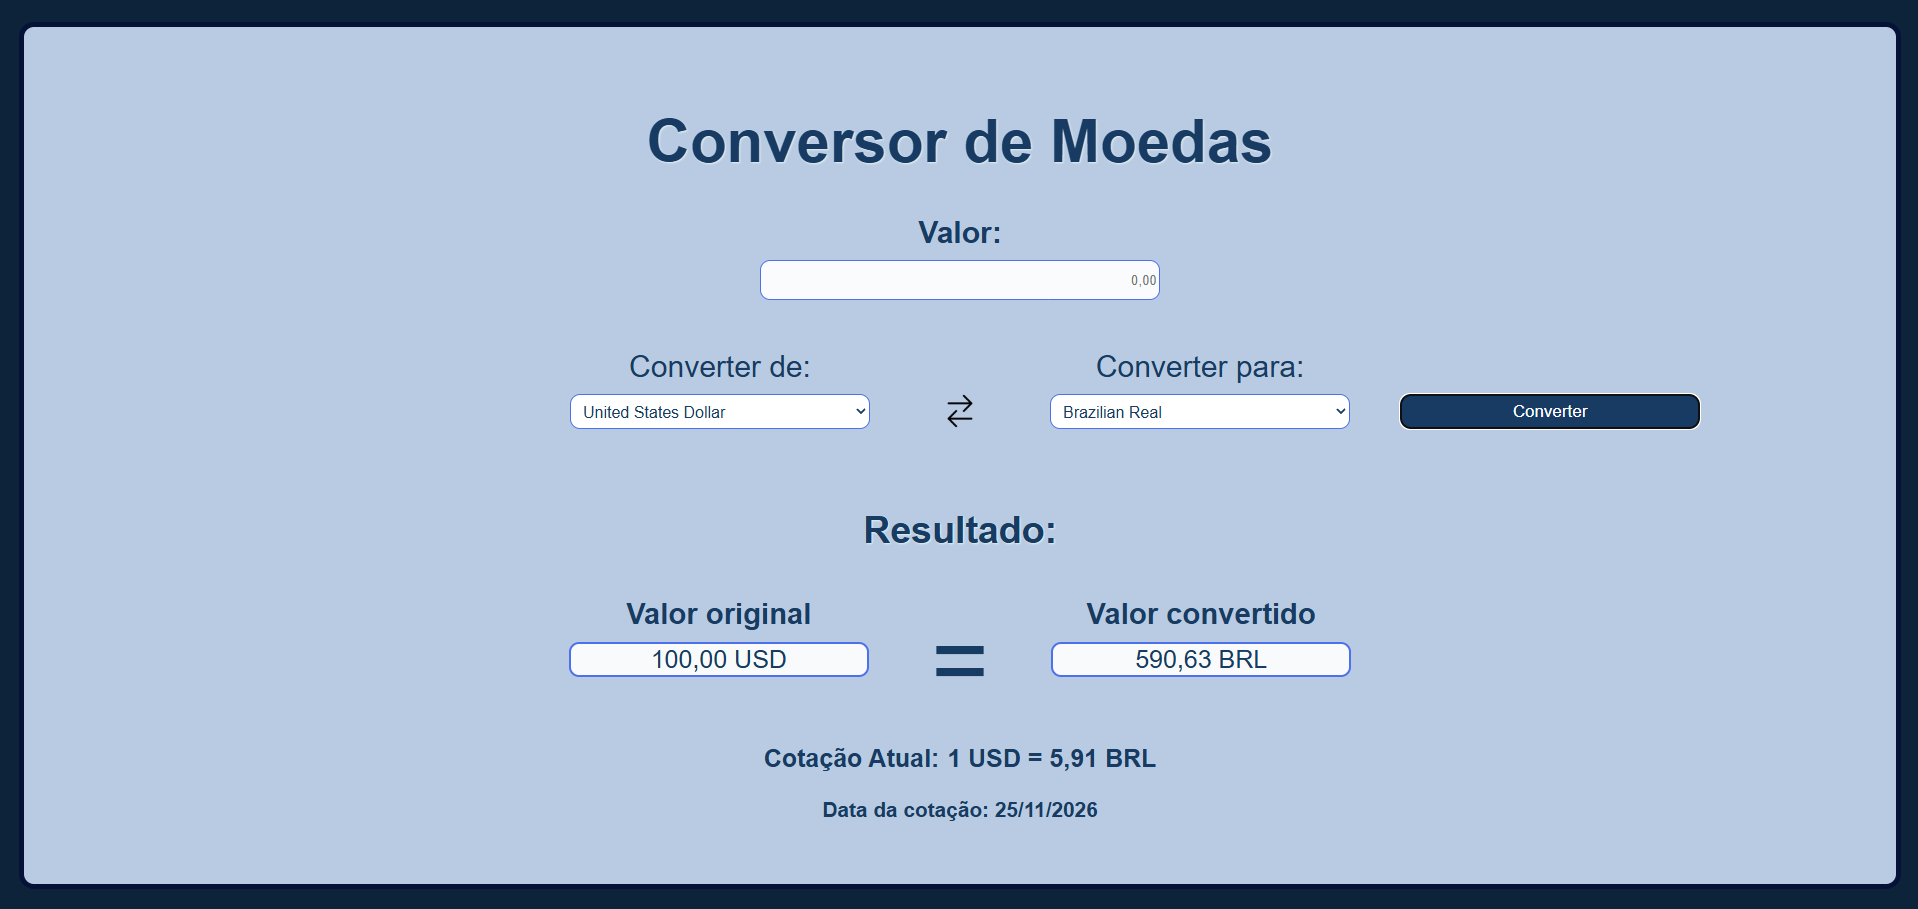 Conversor de Moedas
Valor:
0,00
Converter de:
Converter para:
United States Dollar
Brazilian Real
Converter
Resultado:
Valor original
Valor convertido
100,00 USD
=
590,63 BRL
Cotação Atual: 1 USD = 5,91 BRL
Data da cotação: 25/11/2026